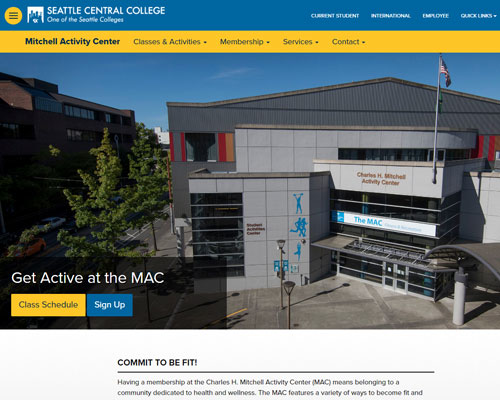 SEATTLE CENTRAL COLLEGE
One of the Seattle Colleges
CURRENT STUDENT INTERNATIONAL EMPLOYEE QUICK LINKS
Mitchell Activity Center Classes & Activities Membership Services Contact
Charles H. Mitchell
Activity Center
Student
Activities
Center
The MAC
Get Active at the MAC
Class Schedule Sign Up
COMMIT TO BE FIT!
Having a membership at the Charles H. Mitchell Activity Center (MAC) means belonging to a
community dedicated to health and wellness. The MAC features a variety of ways to become fit and